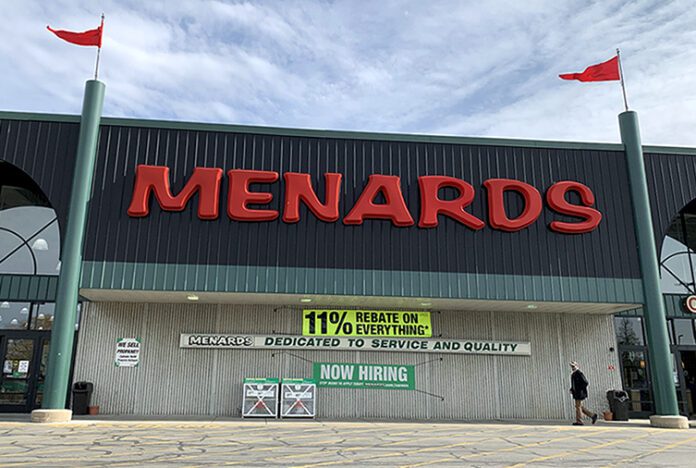 MENARDS
11% REBATE ON
EVERYTHING*
MENARDS DEDICATED TO SERVICE AND QUALITY
WE SELL
PROPANE
NOW HIRING